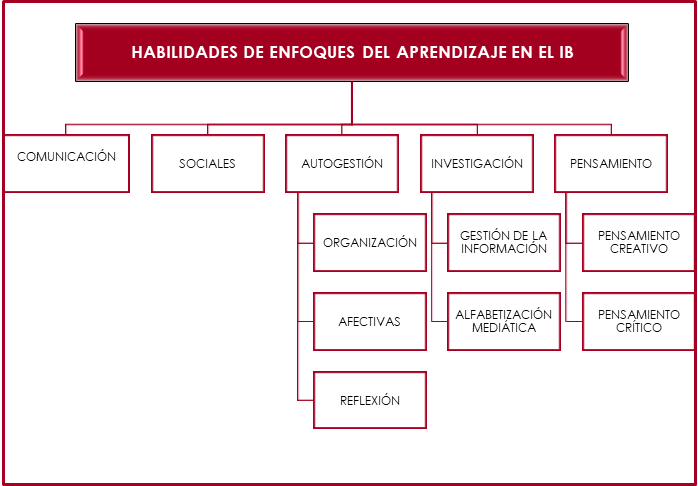 HABILIDADES DE ENFOQUES DEL APRENDIZAJE EN EL IB
COMUNICACIÓN
SOCIALES
AUTOGESTIÓN
INVESTIGACIÓN
PENSAMIENTO
ORGANIZACIÓN
AFECTIVAS
REFLEXIÓN
GESTIÓN DE LA
INFORMACIÓN
ALFABETIZACIÓN
MEDIÁTICA
PENSAMIENTO
CREATIVO
PENSAMIENTO
CRÍTICO